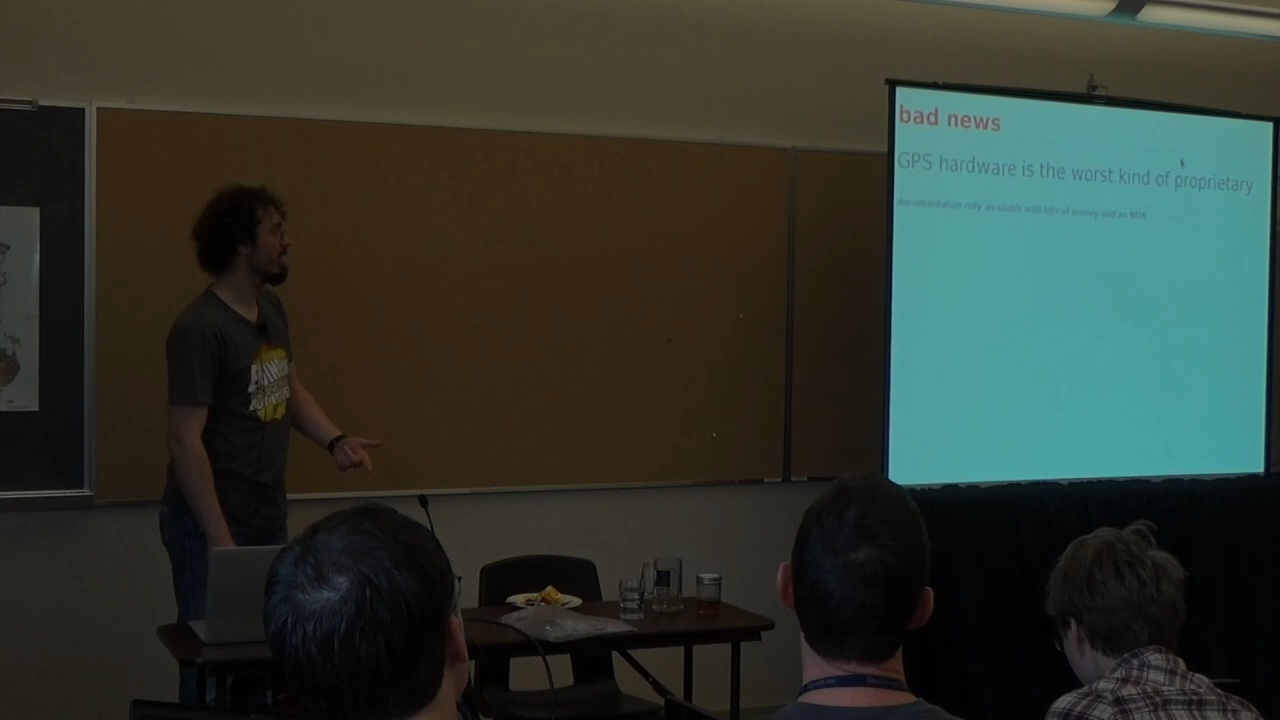 bad news
GPS hardware is the worst kind of proprietary
documentation only available with lots of money and an NDA